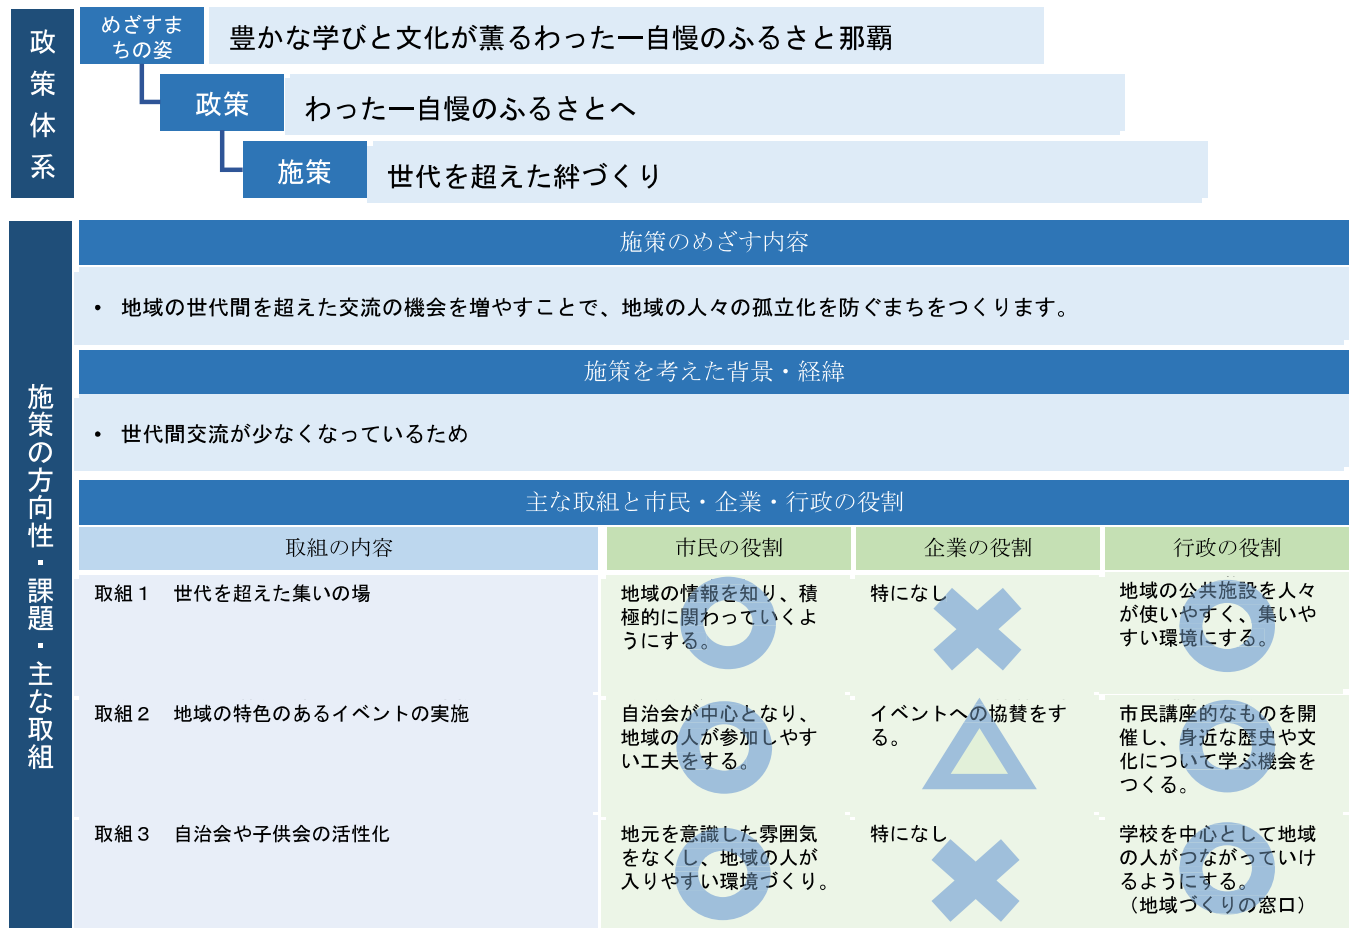 政策体系
めざすま
ちの姿
豊かな学びと文化が薫るわったー自慢のふるさと那覇
政策
わったー自慢のふるさとへ
施策
世代を超えた絆づくり
施策の方向性・課題・主な取組
施策のめざす内容
• 地域の世代間を超えた交流の機会を増やすことで、地域の人々の孤立化を防ぐまちをつくります。
施策を考えた背景・経緯
• 世代間交流が少なくなっているため
主な取組と市民・企業・行政の役割
取組の内容
市民の役割
企業の役割
行政の役割
取組１　世代を超えた集いの場
地域の情報を知り、積
極的に関わっていくよ
うにする。
特になし
地域の公共施設を人々
が使いやすく、集いや
すい環境にする。
取組２　地域の特色のあるイベントの実施
自治会が中心となり、
地域の人が参加しやす
い工夫をする。
イベントへの協賛をす
る。
市民講座的なものを開
催し、身近な歴史や文
化について学ぶ機会を
つくる。
取組３　自治会や子供会の活性化
地元を意識した雰囲気
をなくし、地域の人が
入りやすい環境づくり。
特になし
学校を中心として地域
の人がつながっていけ
るようにする。
（地域づくりの窓口）